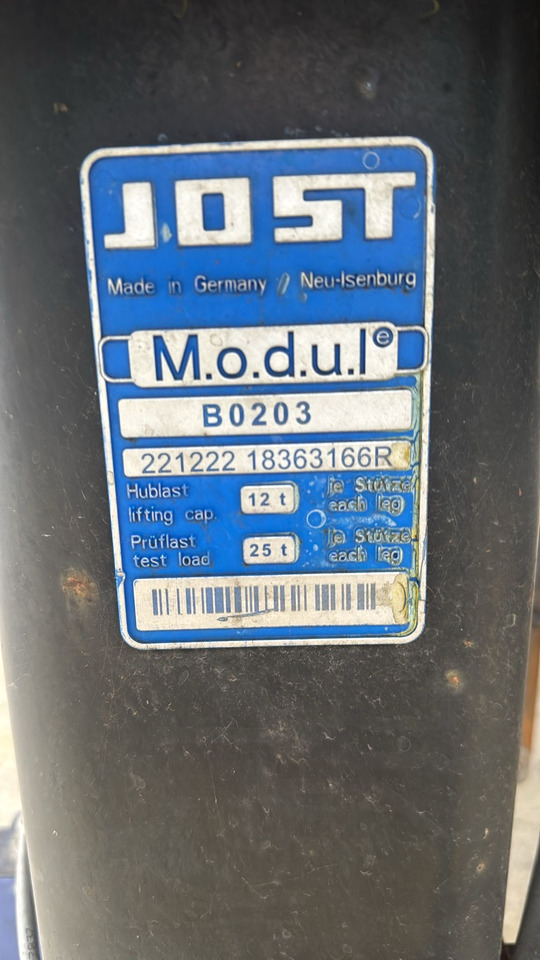 JOST
Made in Germany // Neu-Isenburg
M.o.d.u.l e
B0203
221222 18363166R
Hublast 12 t je Stütze
lifting cap. each leg
Prüflast 25 t je Stütze
test load each leg